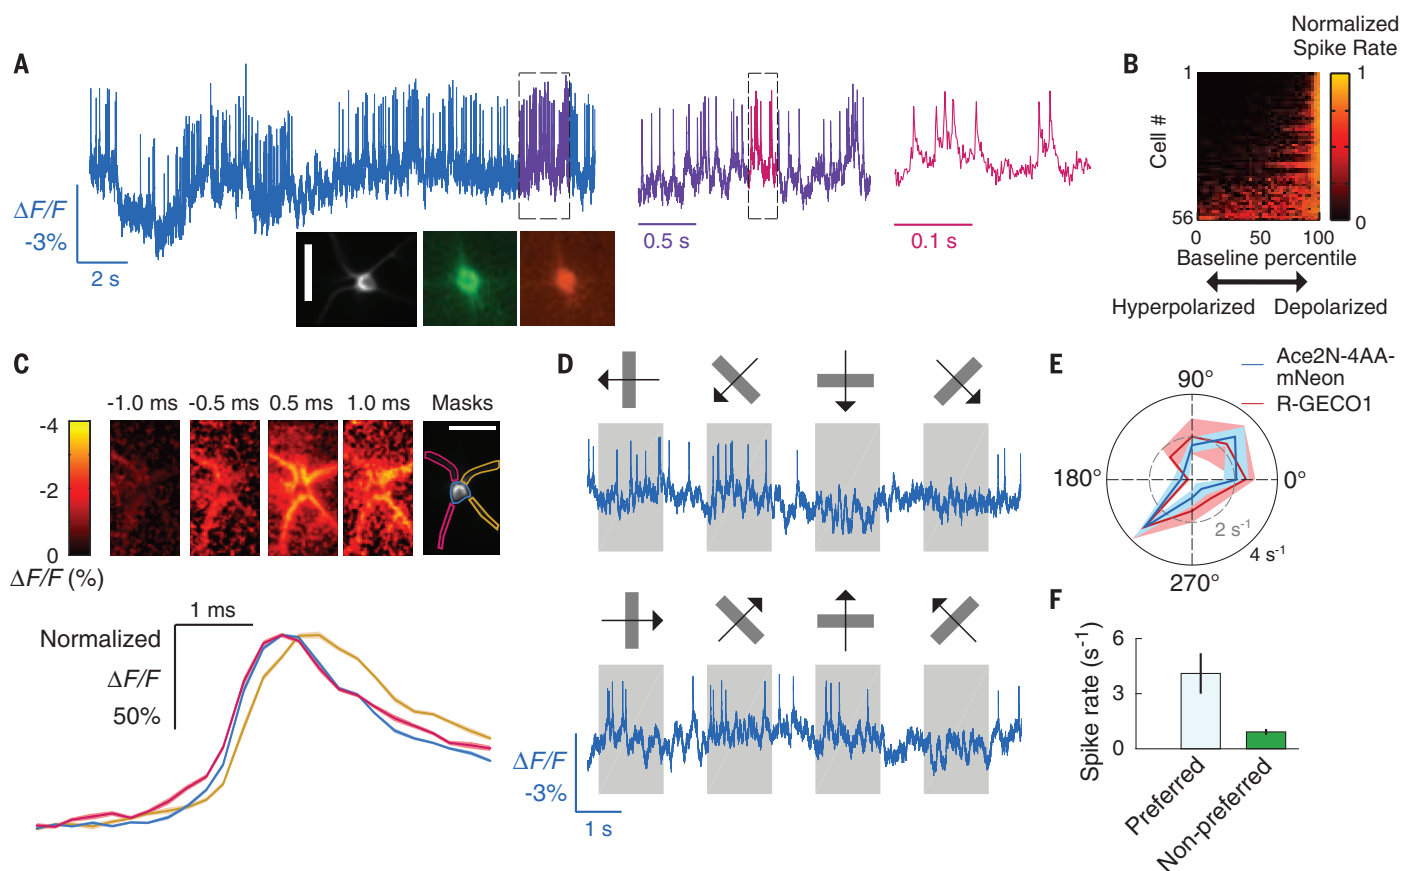 A
ΔF/F
-3%
2 s
0.5 s
0.1 s
B
Normalized
Spike Rate
1
1
Cell #
56
0
0
50
100
Baseline percentile
Hyperpolarized
Depolarized
C
-1.0 ms
-0.5 ms
0.5 ms
1.0 ms
Masks
-4
-2
0
ΔF/F (%)
1 ms
Normalized
ΔF/F
50%
D
ΔF/F
-3%
1 s
E
Ace2N-4AA-
mNeon
R-GECO1
90°
180°
0°
2 s-1
4 s-1
270°
F
Spike rate (s-1)
6
3
0
Preferred
Non-preferred